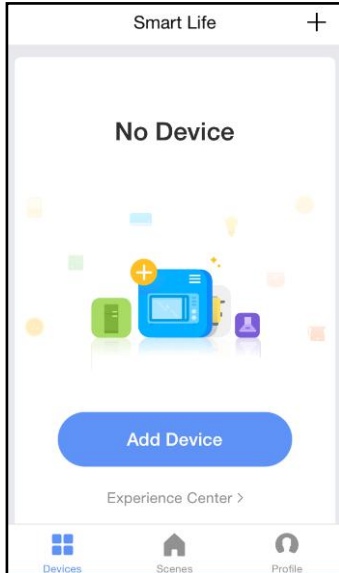 Smart Life
No Device
Add Device
Experience Center >
Devices
Scenes
Profile